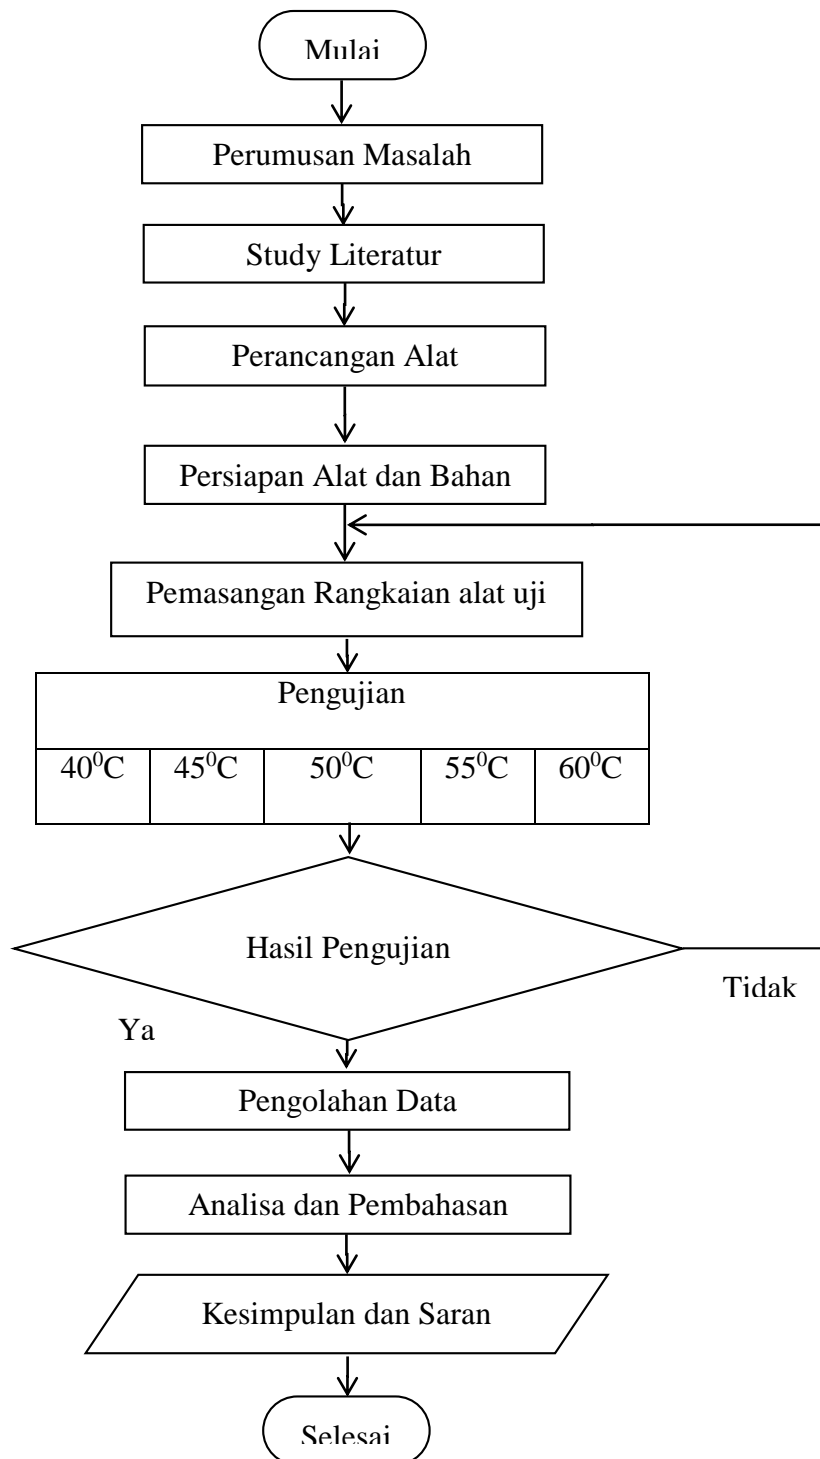 Mulai
Perumusan Masalah
Study Literatur
Perancangan Alat
Persiapan Alat dan Bahan
Pemasangan Rangkaian alat uji
Pengujian
40⁰C 45⁰C 50⁰C 55⁰C 60⁰C
Hasil Pengujian
Tidak
Ya
Pengolahan Data
Analisa dan Pembahasan
Kesimpulan dan Saran
Selesai